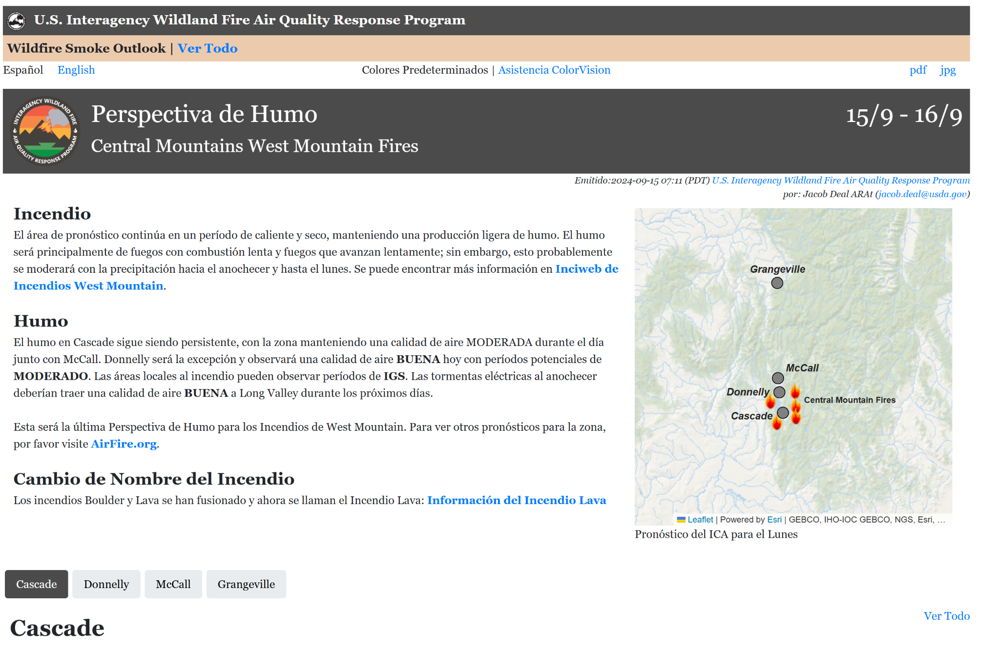 U.S. Interagency Wildland Fire Air Quality Response Program
Wildfire Smoke Outlook | Ver Todo
Español English
Colores Predeterminados | Asistencia ColorVision
pdf jpg
INTERAGENCY WILDLAND FIRE
AIR QUALITY RESPONSE PROGRAM
Perspectiva de Humo
15/9 - 16/9
Central Mountains West Mountain Fires
Emitido:2024-09-15 07:11 (PDT) U.S. Interagency Wildland Fire Air Quality Response Program
por: Jacob Deal ARAt (jacob.deal@usda.gov)
Incendio
El área de pronóstico continúa en un período de caliente y seco, manteniendo una producción ligera de humo. El humo
será principalmente de fuegos con combustión lenta y fuegos que avanzan lentamente; sin embargo, esto probablemente
se moderará con la precipitación hacia el anochecer y hasta el lunes. Se puede encontrar más información en Inciweb de
Incendios West Mountain.
Humo
El humo en Cascade sigue siendo persistente, con la zona manteniendo una calidad de aire MODERADA durante el día
junto con McCall. Donnelly será la excepción y observará una calidad de aire BUENA hoy con períodos potenciales de
MODERADO. Las áreas locales al incendio pueden observar períodos de IGS. Las tormentas eléctricas al anochecer
deberían traer una calidad de aire BUENA a Long Valley durante los próximos días.
Esta será la última Perspectiva de Humo para los Incendios de West Mountain. Para ver otros pronósticos para la zona,
por favor visite AirFire.org.
Cambio de Nombre del Incendio
Los incendios Boulder y Lava se han fusionado y ahora se llaman el Incendio Lava: Información del Incendio Lava
Grangeville
McCall
Donnelly
Central Mountain Fires
Cascade
Leaflet | Powered by Esri | GEBCO, IHO-IOC GEBCO, NGS, Esri, …
Pronóstico del ICA para el Lunes
Cascade Donnelly McCall Grangeville
Ver Todo
Cascade